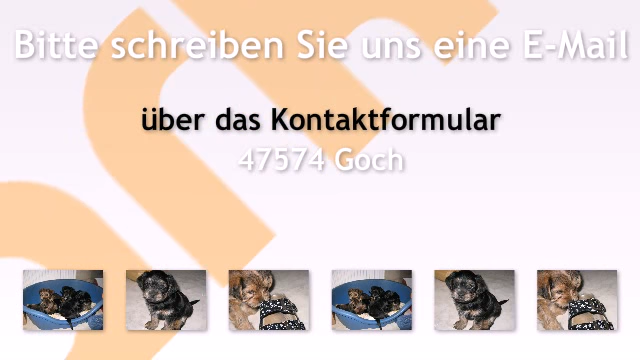 Bitte schreiben Sie uns eine E-Mail
über das Kontaktformular
47574 Goch